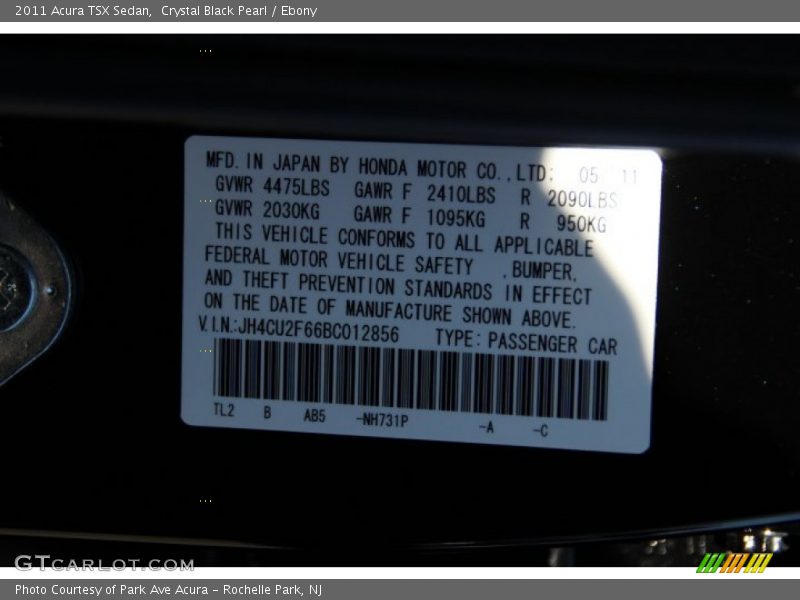 2011 Acura TSX Sedan,  Crystal Black Pearl / Ebony
MFD. IN JAPAN BY HONDA MOTOR CO., LTD: 05 11
GVWR 4475LBS GAWR F 2410LBS R 2090LBS
GVWR 2030KG GAWR F 1095KG R 950KG
THIS VEHICLE CONFORMS TO ALL APPLICABLE
FEDERAL MOTOR VEHICLE SAFETY , BUMPER,
AND THEFT PREVENTION STANDARDS IN EFFECT
ON THE DATE OF MANUFACTURE SHOWN ABOVE.
V.I.N.:JH4CU2F66BC012856 TYPE: PASSENGER CAR
TL2 B AB5 -NH731P -A -C
GTCARLOT.COM
Photo Courtesy of Park Ave Acura - Rochelle Park, NJ